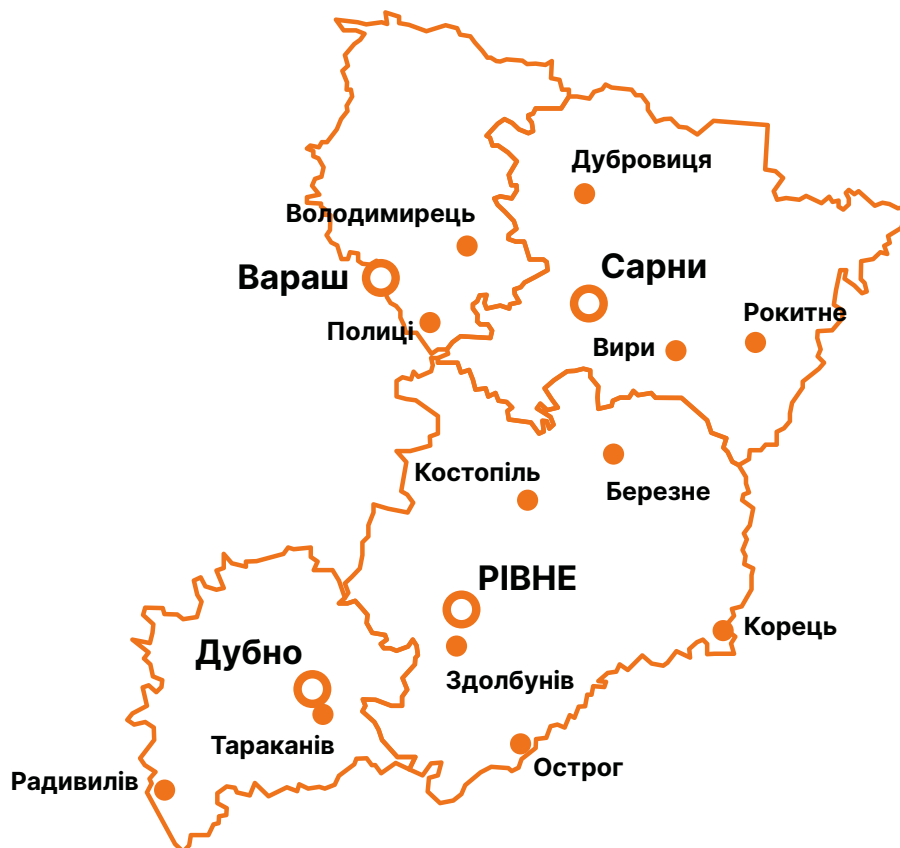 Дубровиця
Володимирець
Сарни
Вараш
Рокитне
Полиці
Вири
Костопіль
Березне
РІВНЕ
Корець
Дубно
Здолбунів
Тараканів
Острог
Радивилів